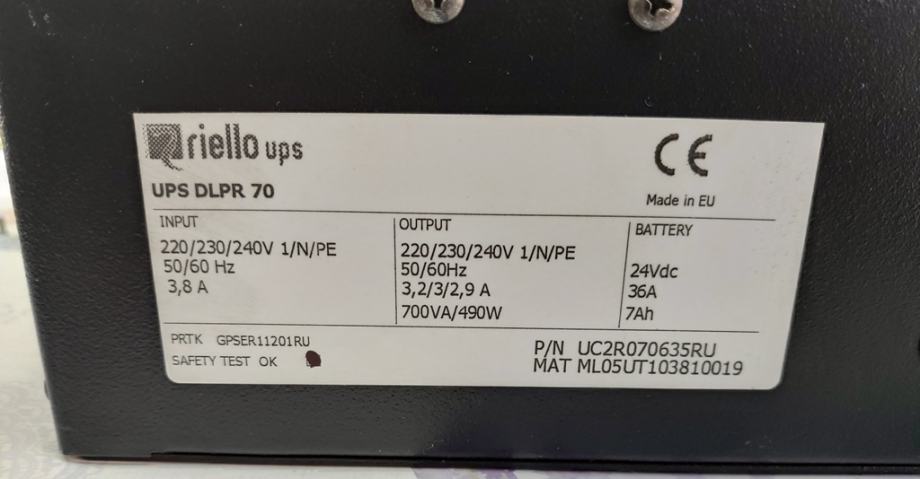 riello ups
CE
UPS DLPR 70
Made in EU
INPUT
220/230/240V 1/N/PE
50/60 Hz
3,8 A
OUTPUT
220/230/240V 1/N/PE
50/60Hz
3,2/3/2,9 A
700VA/490W
BATTERY
24Vdc
36A
7Ah
PRTK GPSER11201RU
SAFETY TEST OK
P/N UC2R070635RU
MAT ML05UT103810019